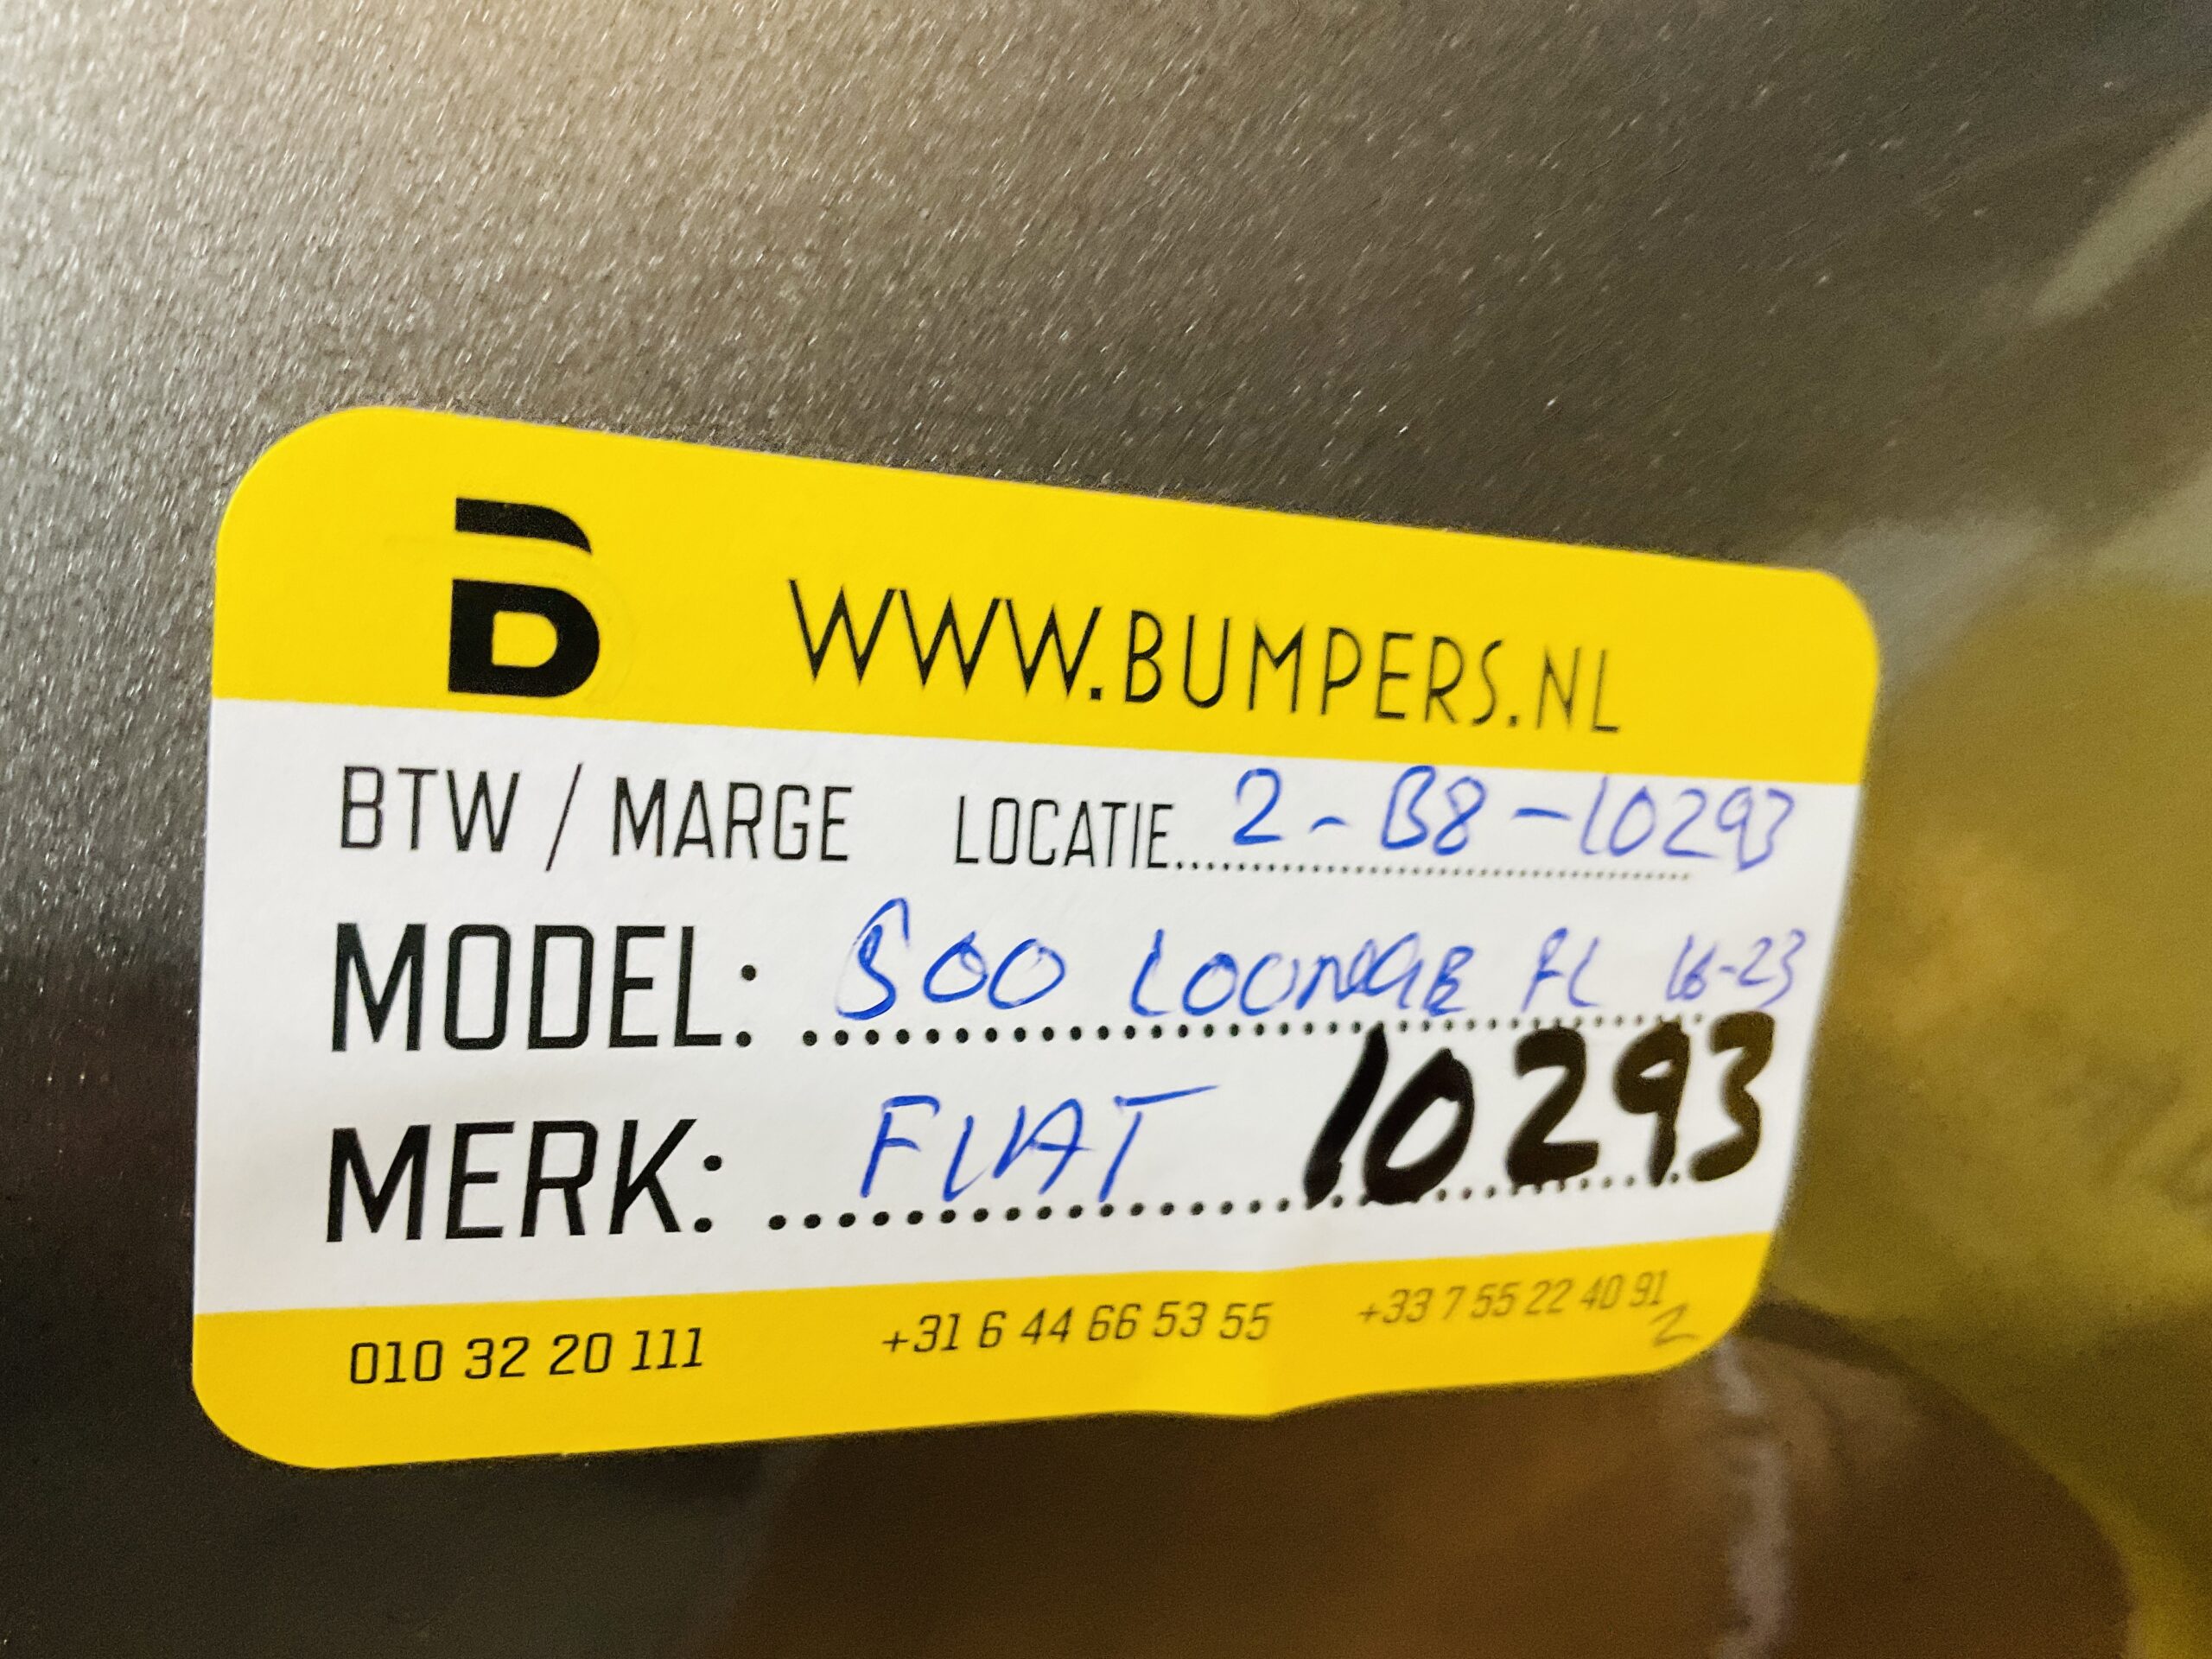 B WWW.BUMPERS.NL
BTW / MARGE LOCATIE 2-B8-10293
MODEL: 500 LOUNGE FL 16-23
MERK: FIAT 10293
010 32 20 111 +31 6 44 66 53 55 +33 7 55 22 40 91
2